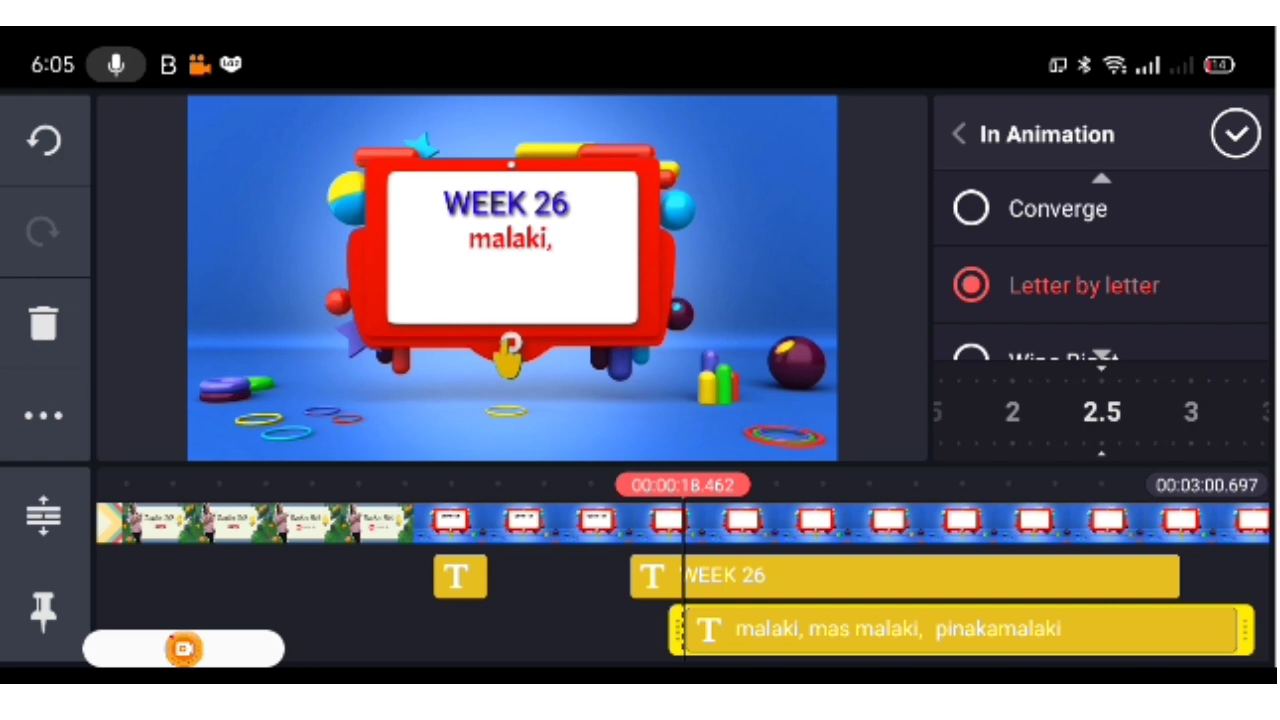 6:05
14
In Animation
Converge
Letter by letter
2
2.5
3
WEEK 26
malaki,
00:00:18.462
00:03:00.697
T
T WEEK 26
T malaki, mas malaki, pinakamalaki